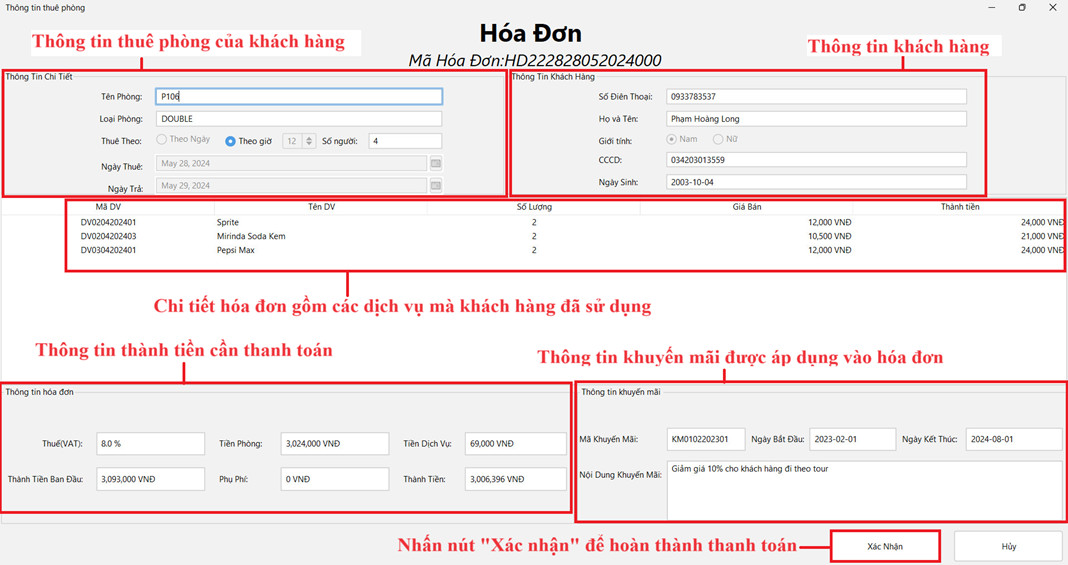 Thông tin thuê phòng
Hóa Đơn
Thông tin thuê phòng của khách hàng
Thông tin khách hàng
Mã Hóa Đơn:HD222828052024000
Thông Tin Chi Tiết
Tên Phòng: P106
Loại Phòng: DOUBLE
Thuê Theo: Theo Ngày Theo giờ 12 Số người: 4
Ngày Thuê: May 28, 2024
Ngày Trả: May 29, 2024
Thông Tin Khách Hàng
Số Điên Thoại: 0933783537
Họ và Tên: Phạm Hoàng Long
Giới tính: Nam Nữ
CCCD: 034203013559
Ngày Sinh: 2003-10-04
Mã DV Tên DV Số Lượng Giá Bán Thành tiền
DV0204202401 Sprite 2 12,000 VNĐ 24,000 VNĐ
DV0204202403 Mirinda Soda Kem 2 10,500 VNĐ 21,000 VNĐ
DV0304202401 Pepsi Max 2 12,000 VNĐ 24,000 VNĐ
Chi tiết hóa đơn gồm các dịch vụ mà khách hàng đã sử dụng
Thông tin thành tiền cần thanh toán
Thông tin khuyến mãi được áp dụng vào hóa đơn
Thông tin hóa đơn
Thuế(VAT): 8.0 % Tiền Phòng: 3,024,000 VNĐ Tiền Dịch Vụ: 69,000 VNĐ
Thành Tiền Ban Đầu: 3,093,000 VNĐ Phụ Phí: 0 VNĐ Thành Tiền: 3,006,396 VNĐ
Thông tin khuyến mãi
Mã Khuyến Mãi: KM0102202301 Ngày Bắt Đầu: 2023-02-01 Ngày Kết Thúc: 2024-08-01
Nội Dung Khuyến Mãi: Giảm giá 10% cho khách hàng đi theo tour
Nhấn nút "Xác nhận" để hoàn thành thanh toán
Xác Nhận
Hủy